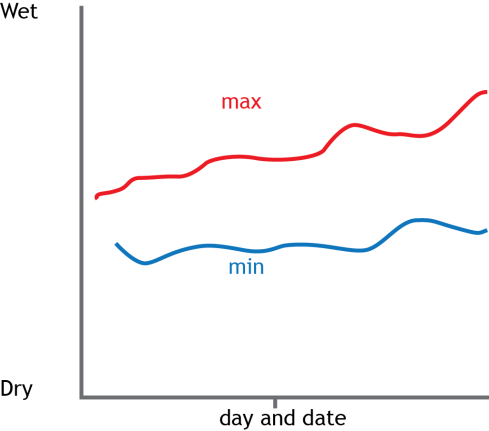 Wet
max
min
Dry
day and date